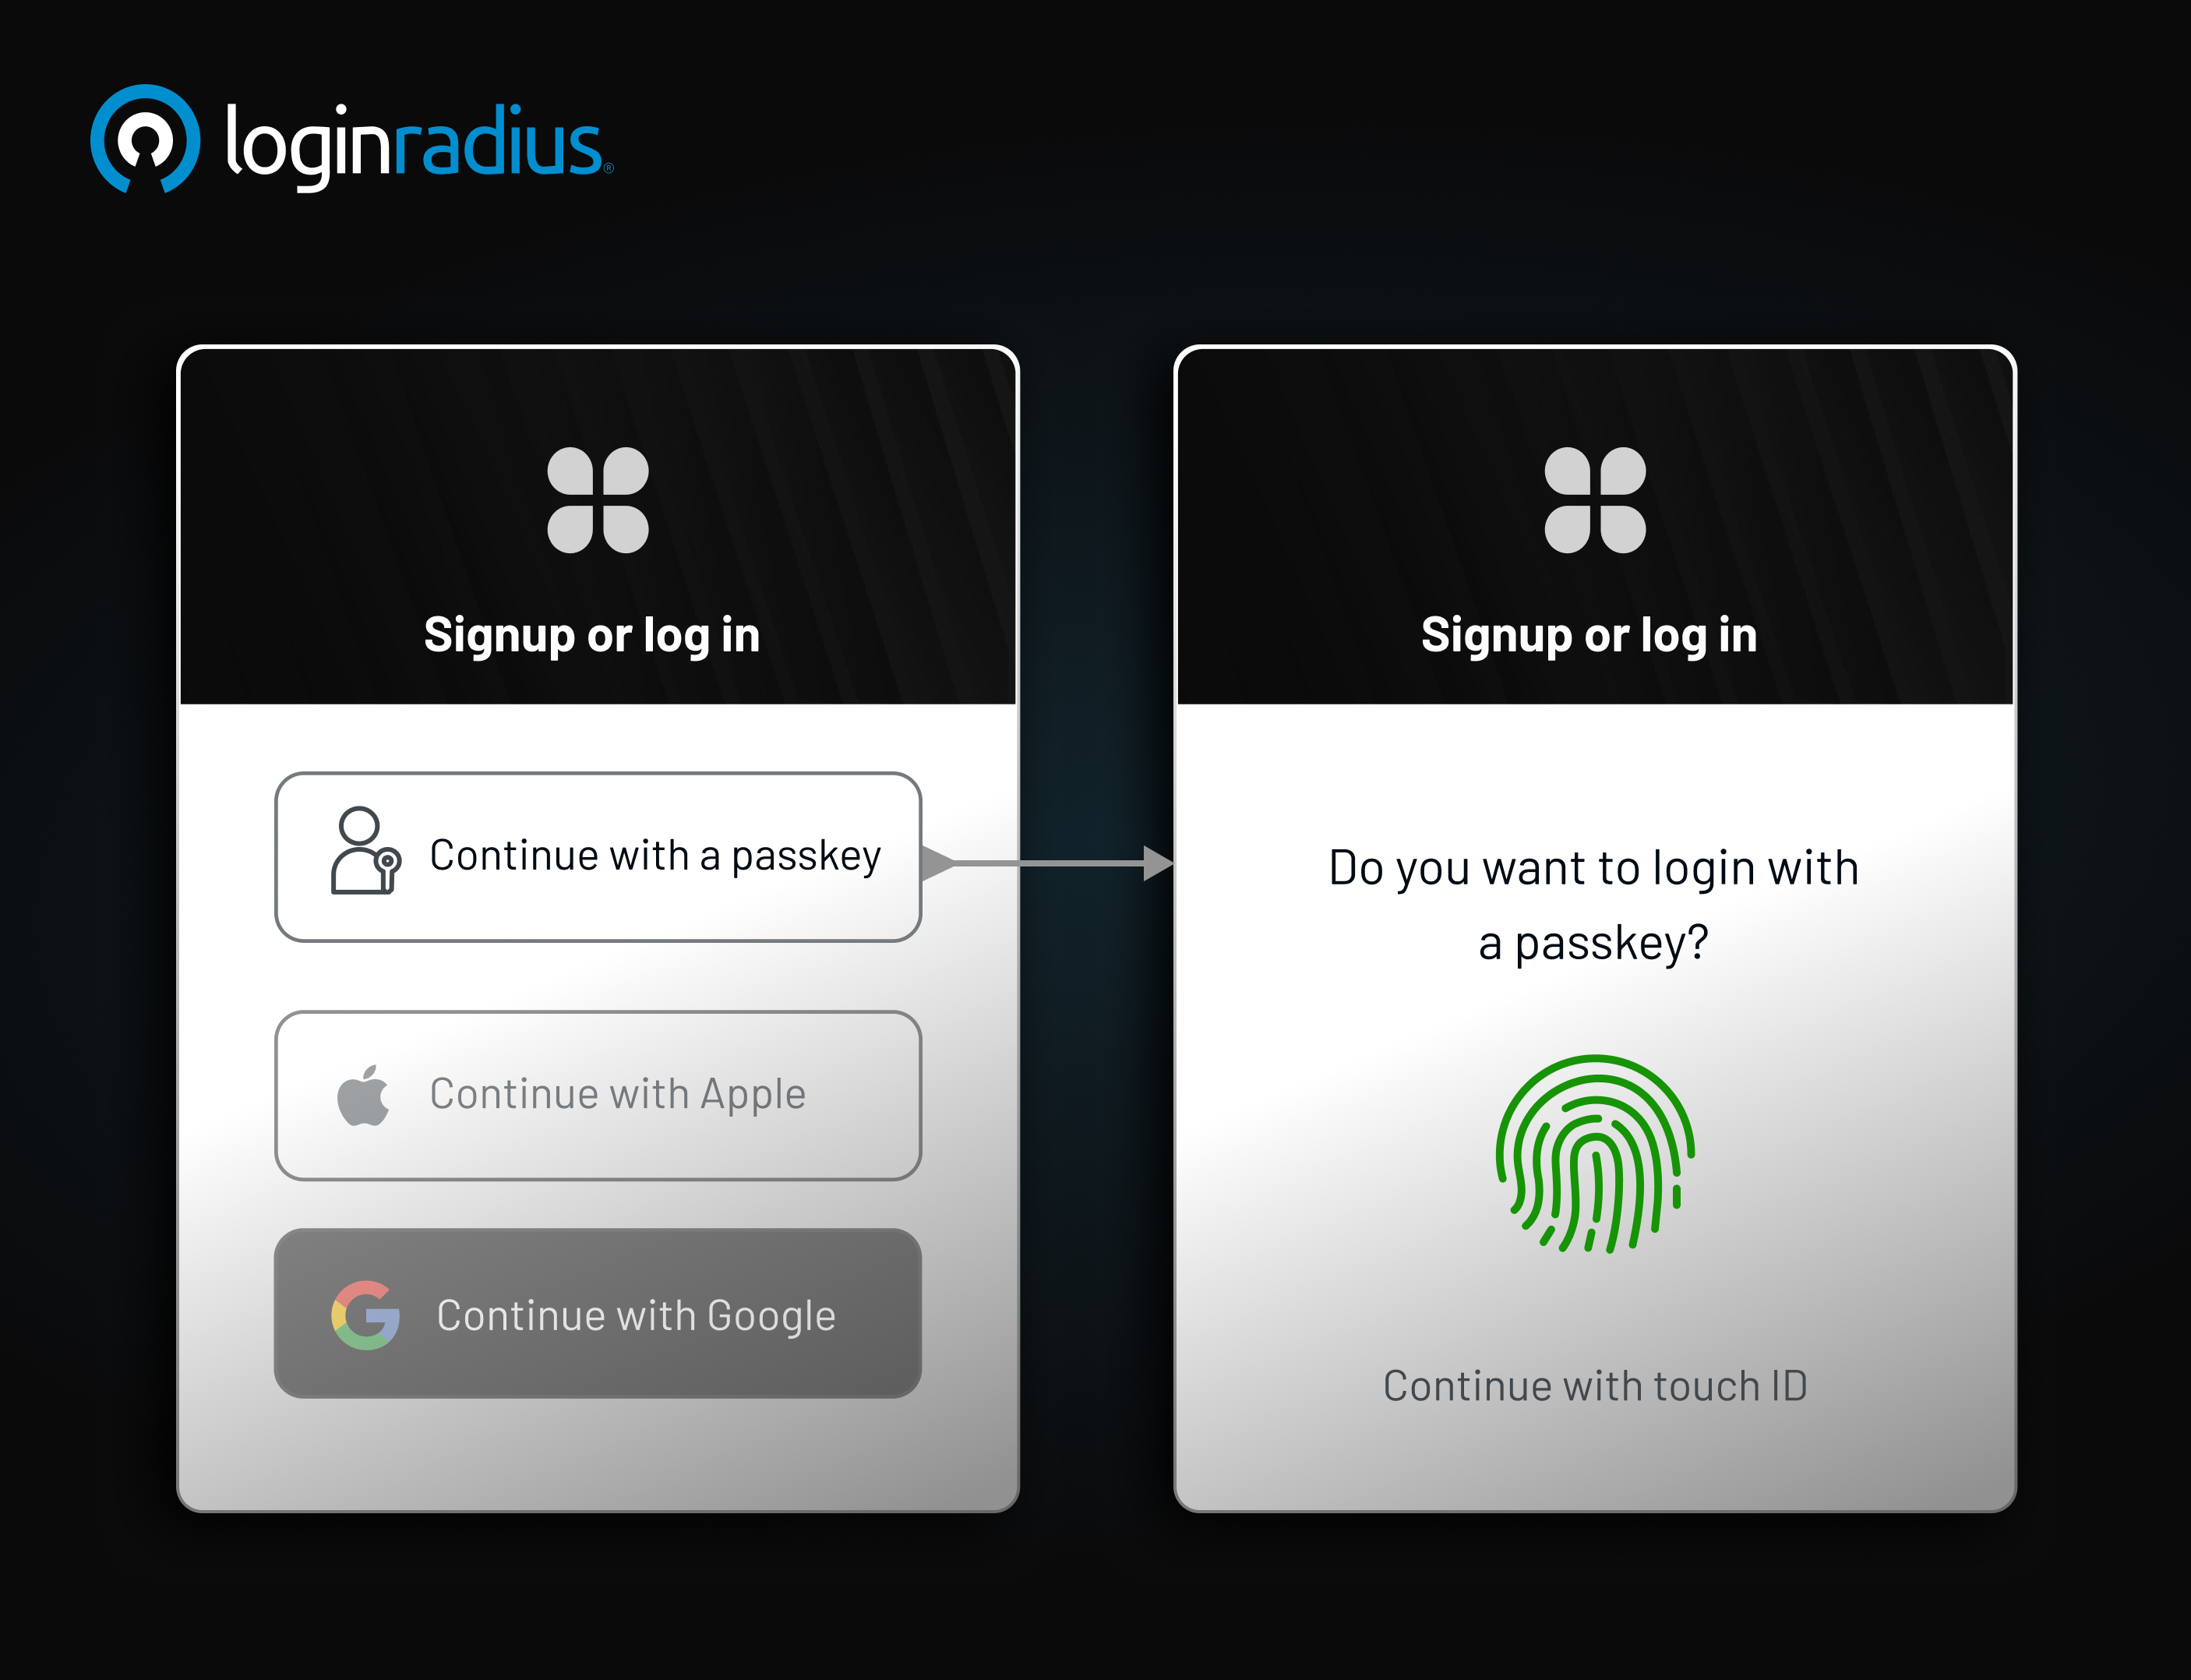 loginradius®
Signup or log in
Continue with a passkey
Continue with Apple
Continue with Google
Signup or log in
Do you want to login with
a passkey?
Continue with touch ID